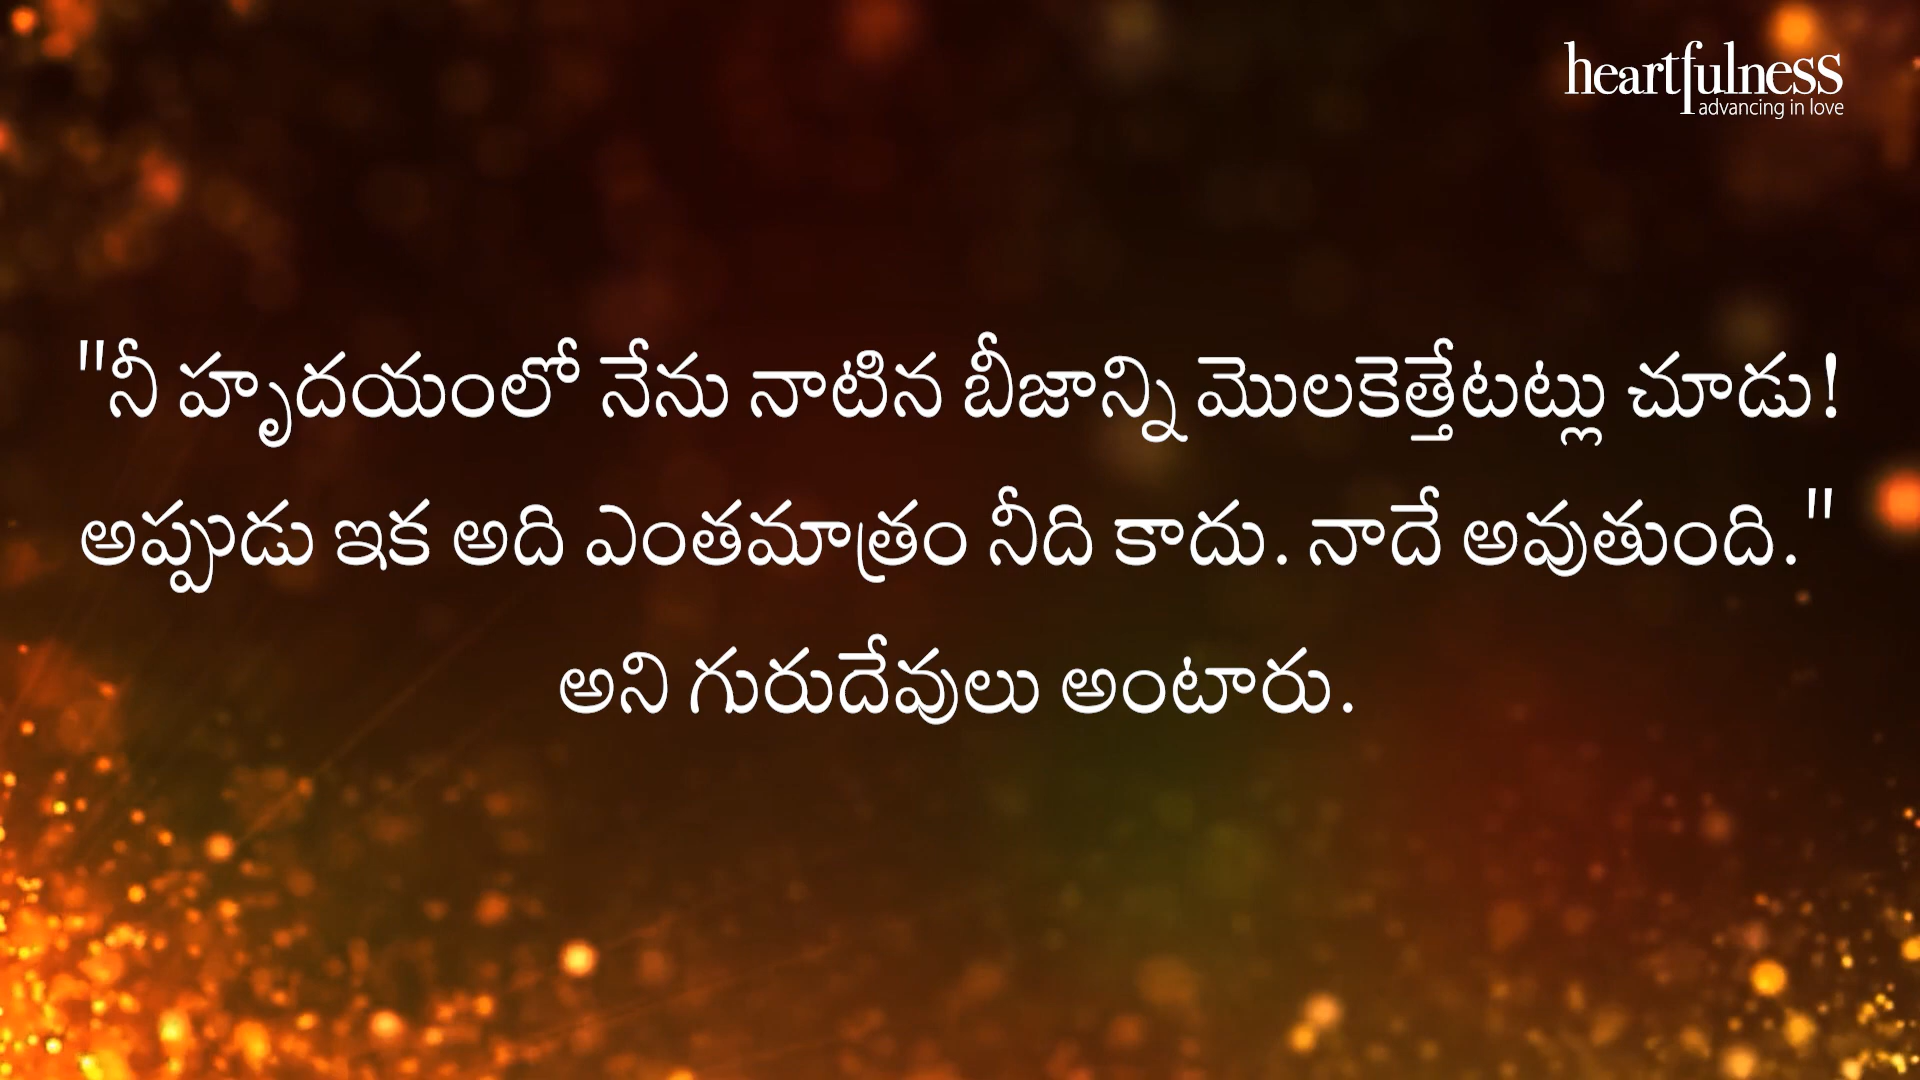 heartfulness
advancing in love
"నీ హృదయంలో నేను నాటిన బీజాన్ని మొలకెత్తేటట్లు చూడు!
అప్పుడు ఇక అది ఎంతమాత్రం నీది కాదు. నాదే అవుతుంది."
అని గురుదేవులు అంటారు.